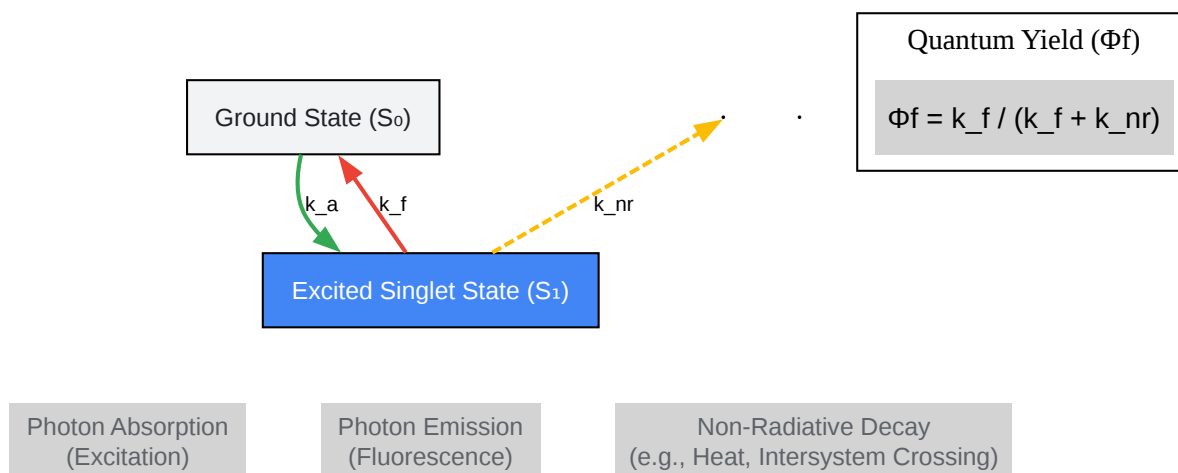 Quantum Yield (Φf)
Φf = k_f / (k_f + k_nr)
Ground State (S₀)
k_a
k_f
k_nr
Excited Singlet State (S₁)
Photon Absorption
(Excitation)
Photon Emission
(Fluorescence)
Non-Radiative Decay
(e.g., Heat, Intersystem Crossing)